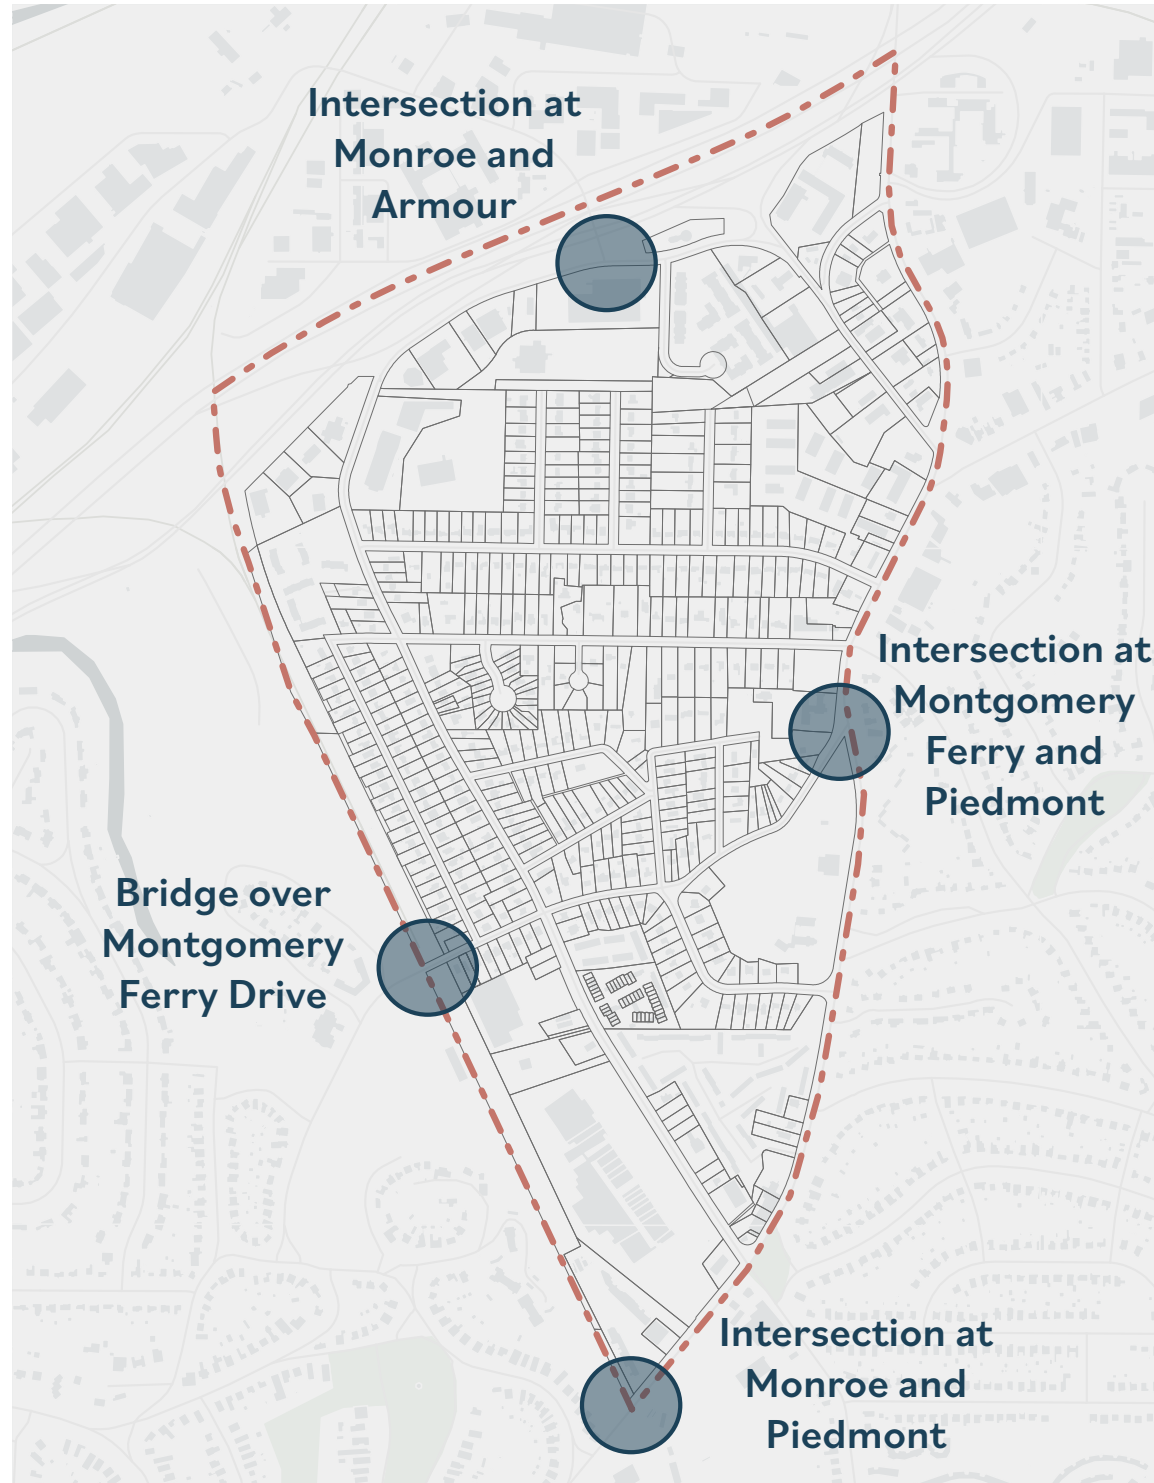 Intersection at
Monroe and
Armour
Intersection at
Montgomery
Ferry and
Piedmont
Bridge over
Montgomery
Ferry Drive
Intersection at
Monroe and
Piedmont